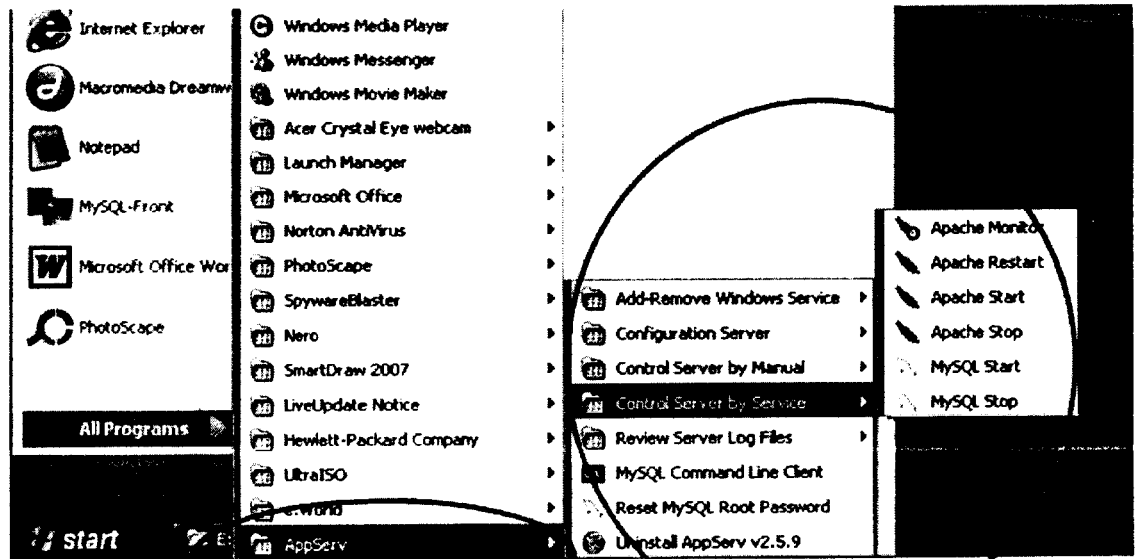 Internet Explorer
Macromedia Dreamw
Notepad
MySQL-Front
Microsoft Office Wor
PhotoScape
All Programs
start
Windows Media Player
Windows Messenger
Windows Movie Maker
Acer Crystal Eye webcam
Launch Manager
Microsoft Office
Norton AntiVirus
PhotoScape
SpywareBlaster
Nero
SmartDraw 2007
LiveUpdate Notice
Hewlett-Packard Company
UltraISO
AppServ
Add-Remove Windows Service
Configuration Server
Control Server by Manual
Control Server by Service
Review Server Log Files
MySQL Command Line Client
Reset MySQL Root Password
Uninstall AppServ v2.5.9
Apache Monitor
Apache Restart
Apache Start
Apache Stop
MySQL Start
MySQL Stop